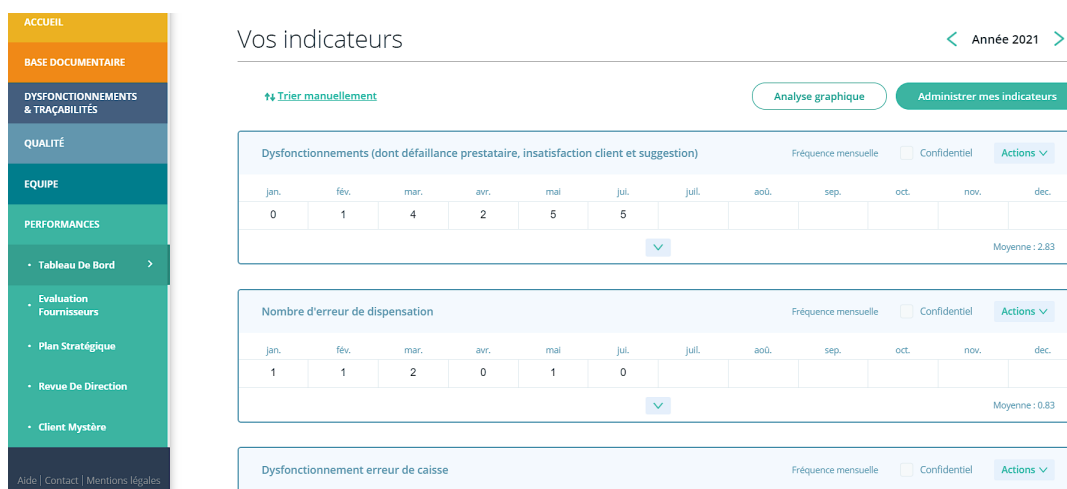 ACCUEIL
BASE DOCUMENTAIRE
DYSFONCTIONNEMENTS
& TRAÇABILITÉS
QUALITÉ
EQUIPE
PERFORMANCES
• Tableau De Bord >
• Evaluation
Fournisseurs
• Plan Stratégique
• Revue De Direction
• Client Mystère
Aide | Contact | Mentions légales
Vos indicateurs
< Année 2021 >
Trier manuellement
Analyse graphique
Administrer mes indicateurs
Dysfonctionnements (dont défaillance prestataire, insatisfaction client et suggestion) Fréquence mensuelle Confidentiel Actions
jan. fév. mar. avr. mai jui. juil. aoû. sep. oct. nov. dec.
0 1 4 2 5 5
Moyenne : 2.83
Nombre d'erreur de dispensation Fréquence mensuelle Confidentiel Actions
jan. fév. mar. avr. mai jui. juil. aoû. sep. oct. nov. dec.
1 1 2 0 1 0
Moyenne : 0.83
Dysfonctionnement erreur de caisse Fréquence mensuelle Confidentiel Actions